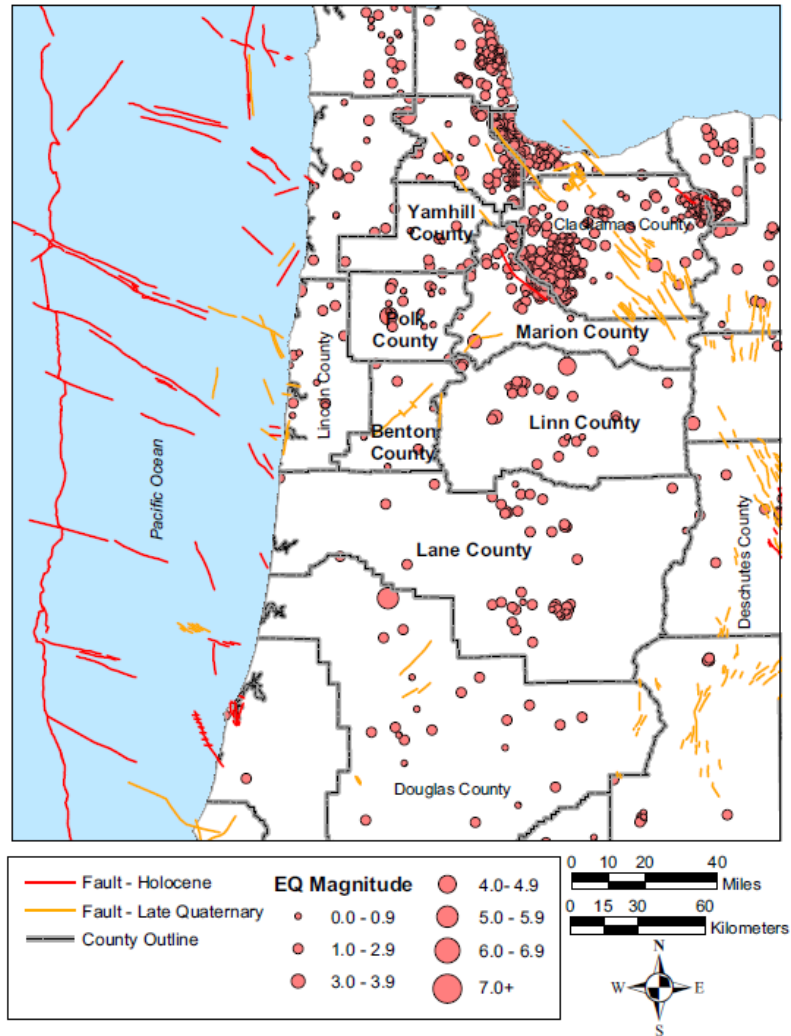 Yamhill
County
Clackamas County
Polk
County
Marion County
Lincoln County
Benton
County
Linn County
Pacific Ocean
Lane County
Deschutes County
Douglas County
Fault - Holocene
Fault - Late Quaternary
County Outline
EQ Magnitude
0.0 - 0.9
1.0 - 2.9
3.0 - 3.9
4.0- 4.9
5.0 - 5.9
6.0 - 6.9
7.0+
0 10 20 40
Miles
0 15 30 60
Kilometers
N
W E
S